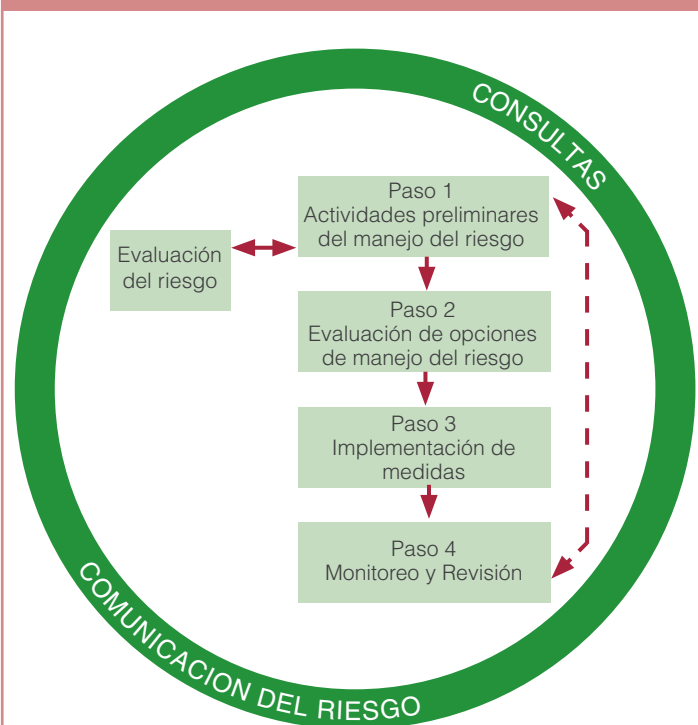 CONSULTAS
Paso 1
Actividades preliminares
del manejo del riesgo
Evaluación
del riesgo
Paso 2
Evaluación de opciones
de manejo del riesgo
Paso 3
Implementación de
medidas
Paso 4
Monitoreo y Revisión
COMUNICACION DEL RIESGO